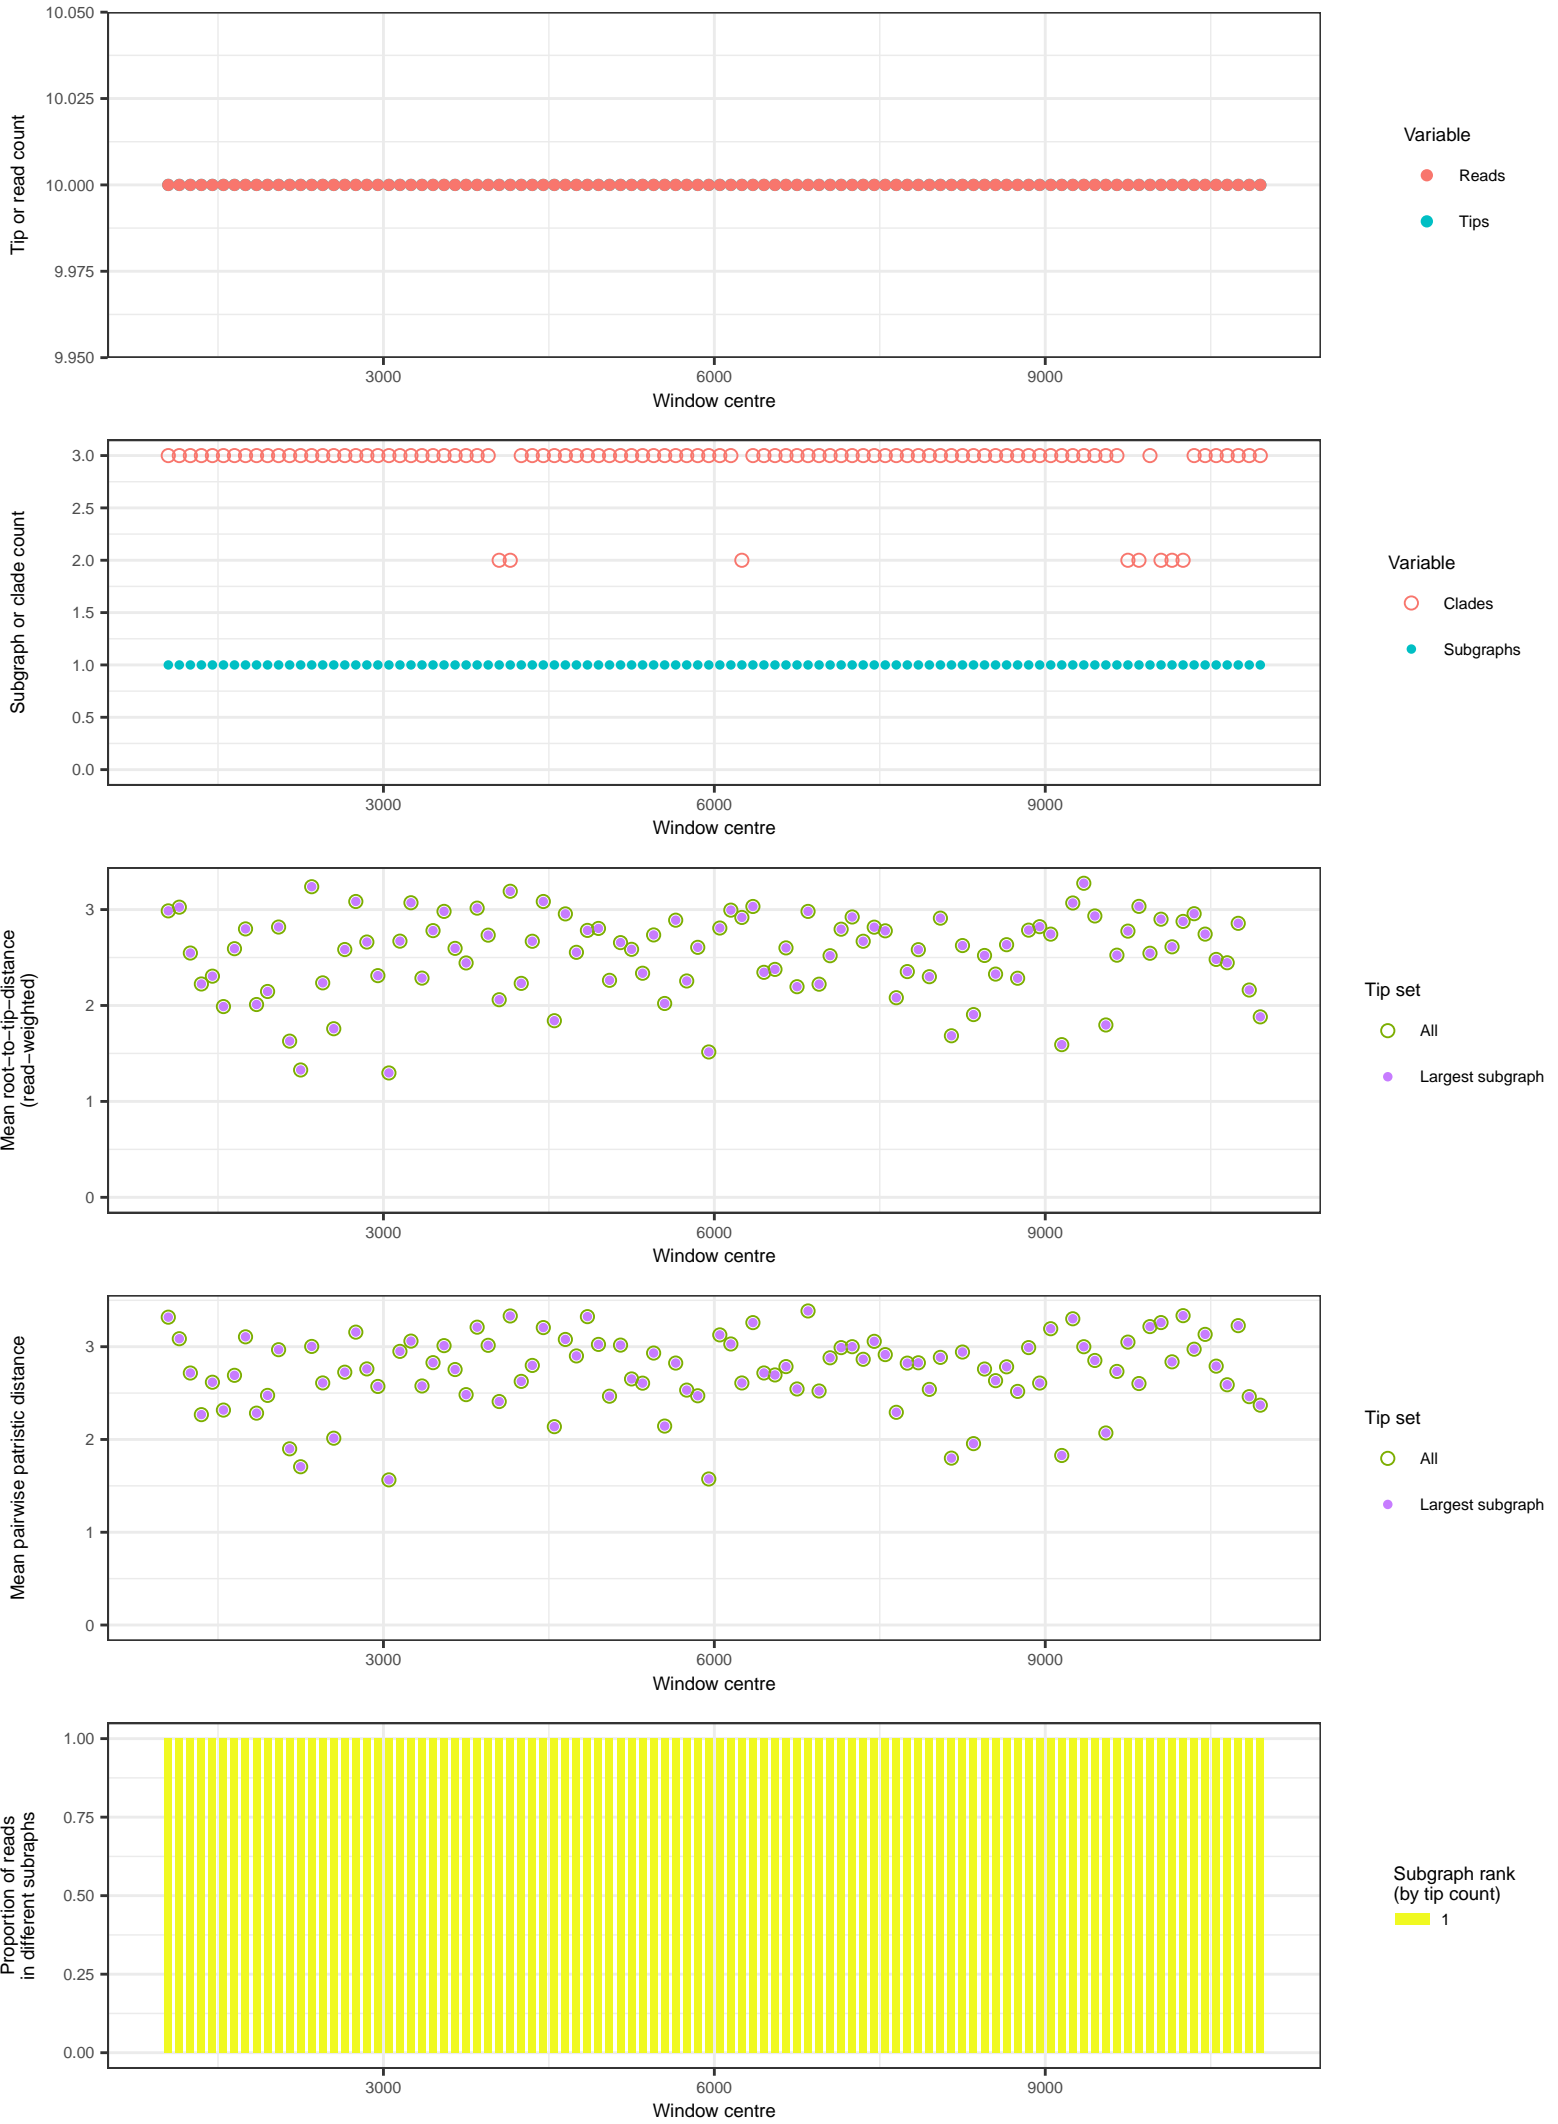 10.050
10.025
10.000
9.975
9.950
Tip or read count
3000 6000 9000
Window centre
Variable
Reads
Tips
3.0
2.5
2.0
1.5
1.0
0.5
0.0
Subgraph or clade count
3000 6000 9000
Window centre
Variable
Clades
Subgraphs
3
2
1
0
Mean root−to−tip−distance
(read−weighted)
3000 6000 9000
Window centre
Tip set
All
Largest subgraph
3
2
1
0
Mean pairwise patristic distance
3000 6000 9000
Window centre
Tip set
All
Largest subgraph
1.00
0.75
0.50
0.25
0.00
Proportion of reads
in different subraphs
3000 6000 9000
Window centre
Subgraph rank
(by tip count)
1